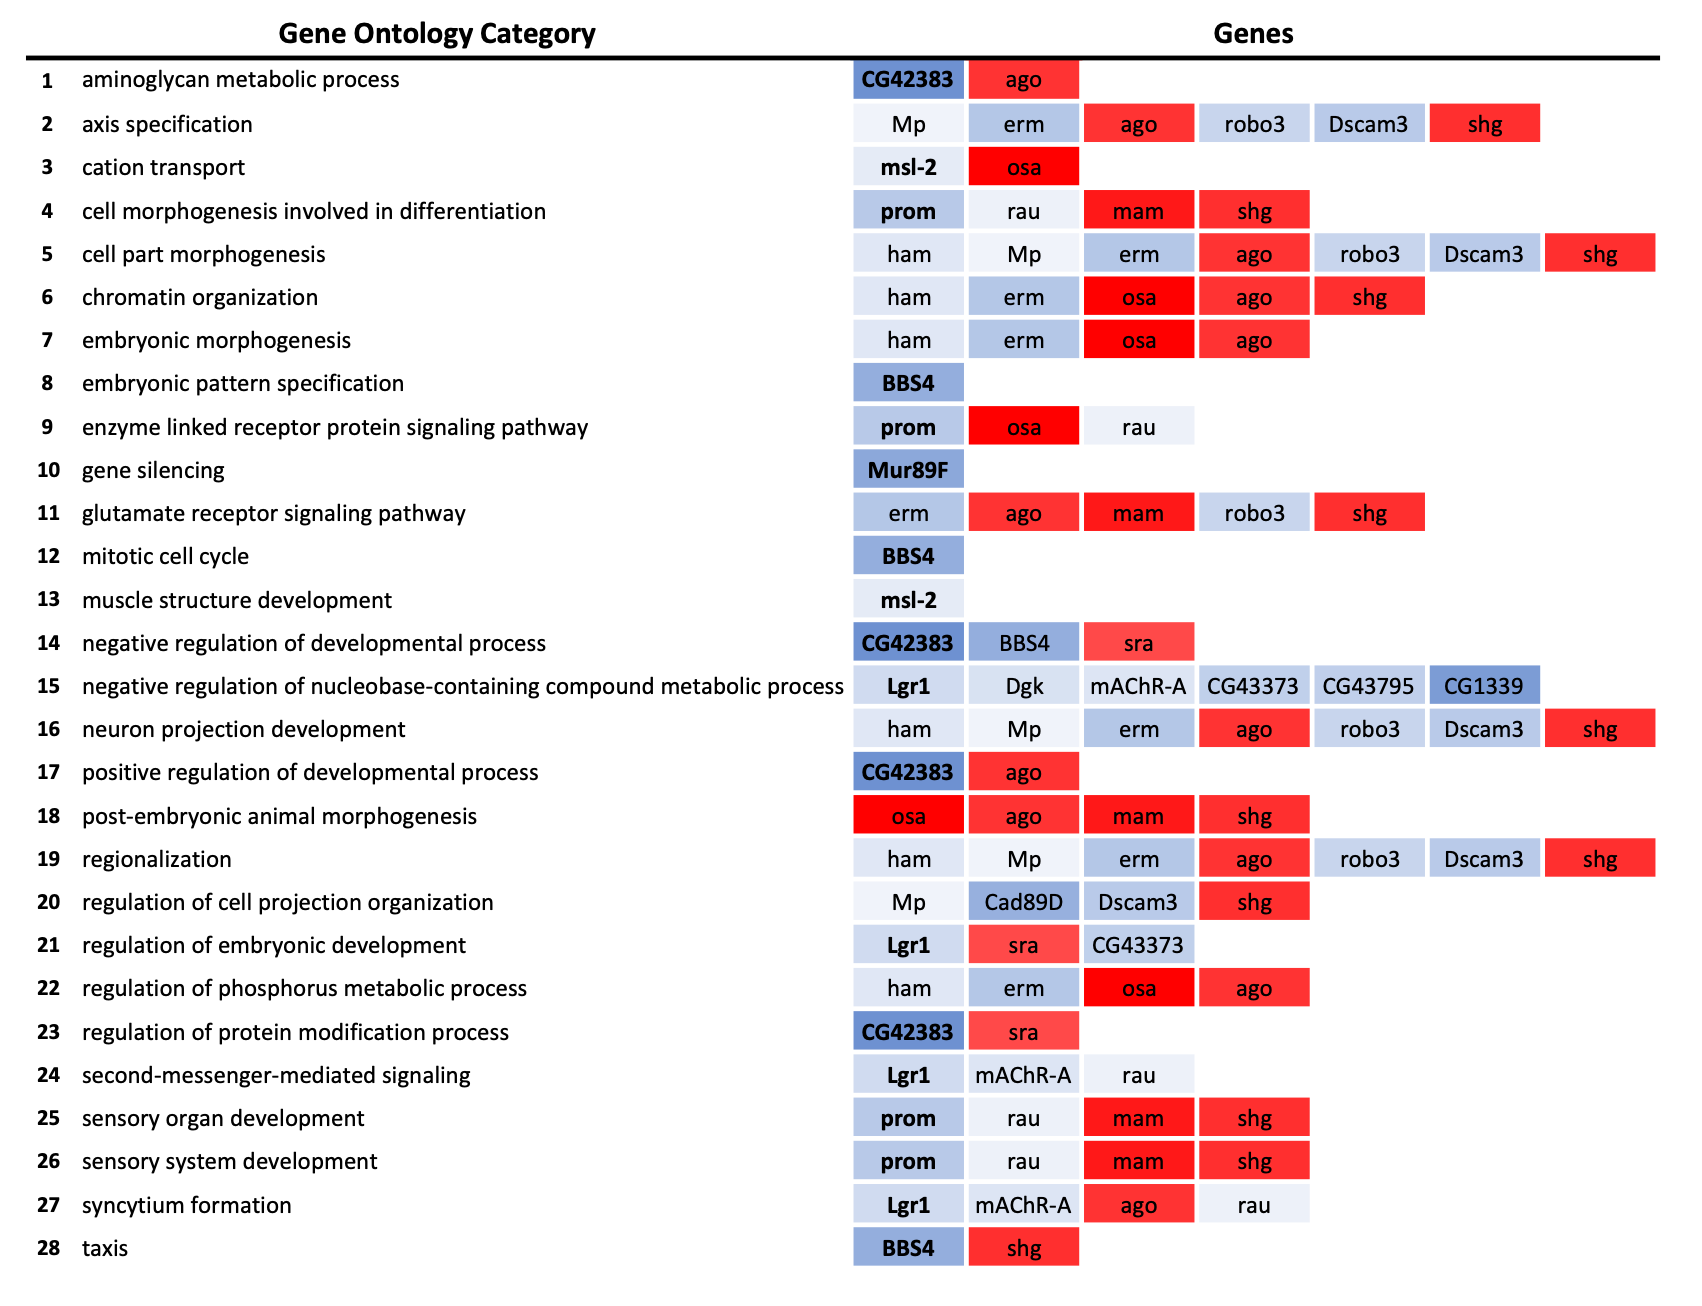 Gene Ontology Category Genes
1 aminoglycan metabolic process CG42383 ago
2 axis specification Mp erm ago robo3 Dscam3 shg
3 cation transport msl-2 osa
4 cell morphogenesis involved in differentiation prom rau mam shg
5 cell part morphogenesis ham Mp erm ago robo3 Dscam3 shg
6 chromatin organization ham erm osa ago shg
7 embryonic morphogenesis ham erm osa ago
8 embryonic pattern specification BBS4
9 enzyme linked receptor protein signaling pathway prom osa rau
10 gene silencing Mur89F
11 glutamate receptor signaling pathway erm ago mam robo3 shg
12 mitotic cell cycle BBS4
13 muscle structure development msl-2
14 negative regulation of developmental process CG42383 BBS4 sra
15 negative regulation of nucleobase-containing compound metabolic process Lgr1 Dgk mAChR-A CG43373 CG43795 CG1339
16 neuron projection development ham Mp erm ago robo3 Dscam3 shg
17 positive regulation of developmental process CG42383 ago
18 post-embryonic animal morphogenesis osa ago mam shg
19 regionalization ham Mp erm ago robo3 Dscam3 shg
20 regulation of cell projection organization Mp Cad89D Dscam3 shg
21 regulation of embryonic development Lgr1 sra CG43373
22 regulation of phosphorus metabolic process ham erm osa ago
23 regulation of protein modification process CG42383 sra
24 second-messenger-mediated signaling Lgr1 mAChR-A rau
25 sensory organ development prom rau mam shg
26 sensory system development prom rau mam shg
27 syncytium formation Lgr1 mAChR-A ago rau
28 taxis BBS4 shg